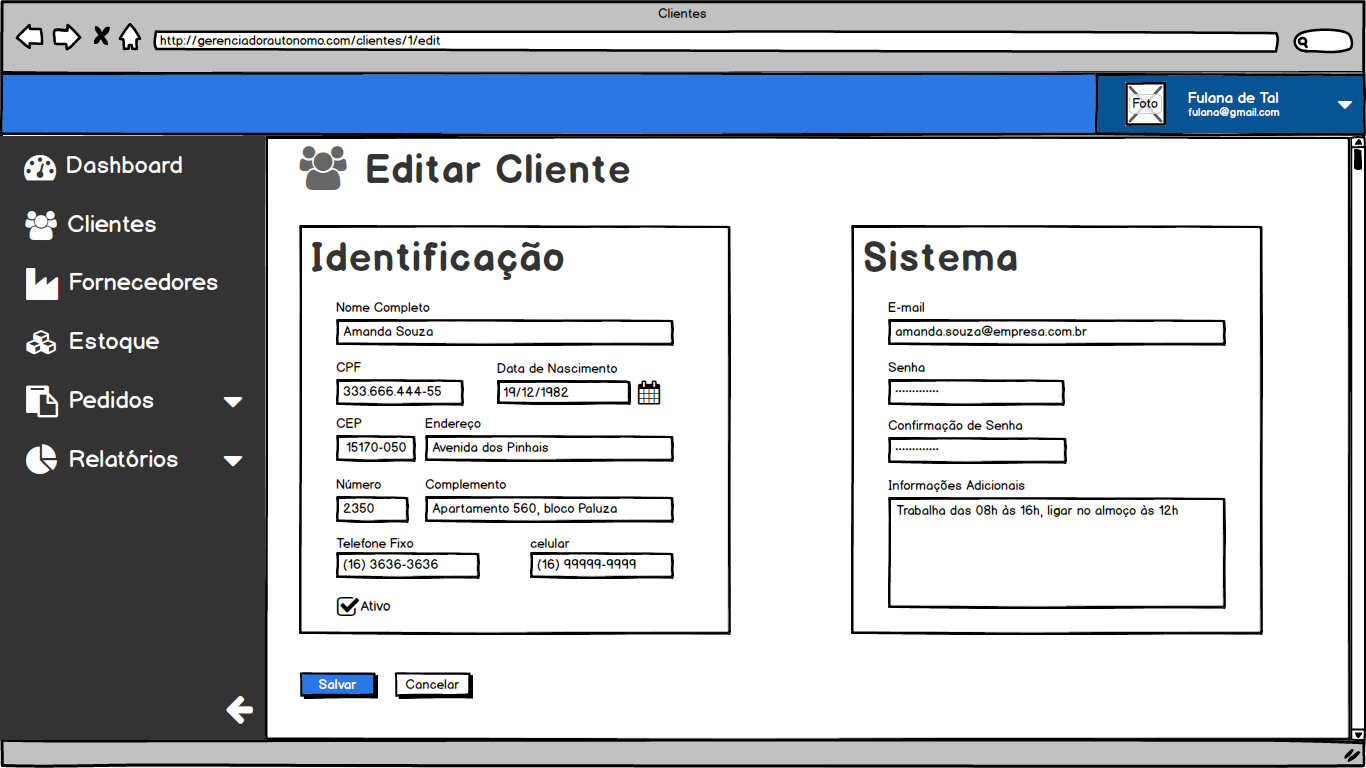 Clientes
http://gerenciadorautonomo.com/clientes/1/edit
Foto
Fulana de Tal
fulana@gmail.com
Dashboard
Clientes
Fornecedores
Estoque
Pedidos
Relatórios
Editar Cliente
Identificação
Nome Completo
Amanda Souza
CPF
Data de Nascimento
333.666.444-55
19/12/1982
CEP
Endereço
15170-050
Avenida dos Pinhais
Número
Complemento
2350
Apartamento 560, bloco Paluza
Telefone Fixo
celular
(16) 3636-3636
(16) 99999-9999
Ativo
Sistema
E-mail
amanda.souza@empresa.com.br
Senha
Confirmação de Senha
Informações Adicionais
Trabalha das 08h às 16h, ligar no almoço às 12h
Salvar
Cancelar